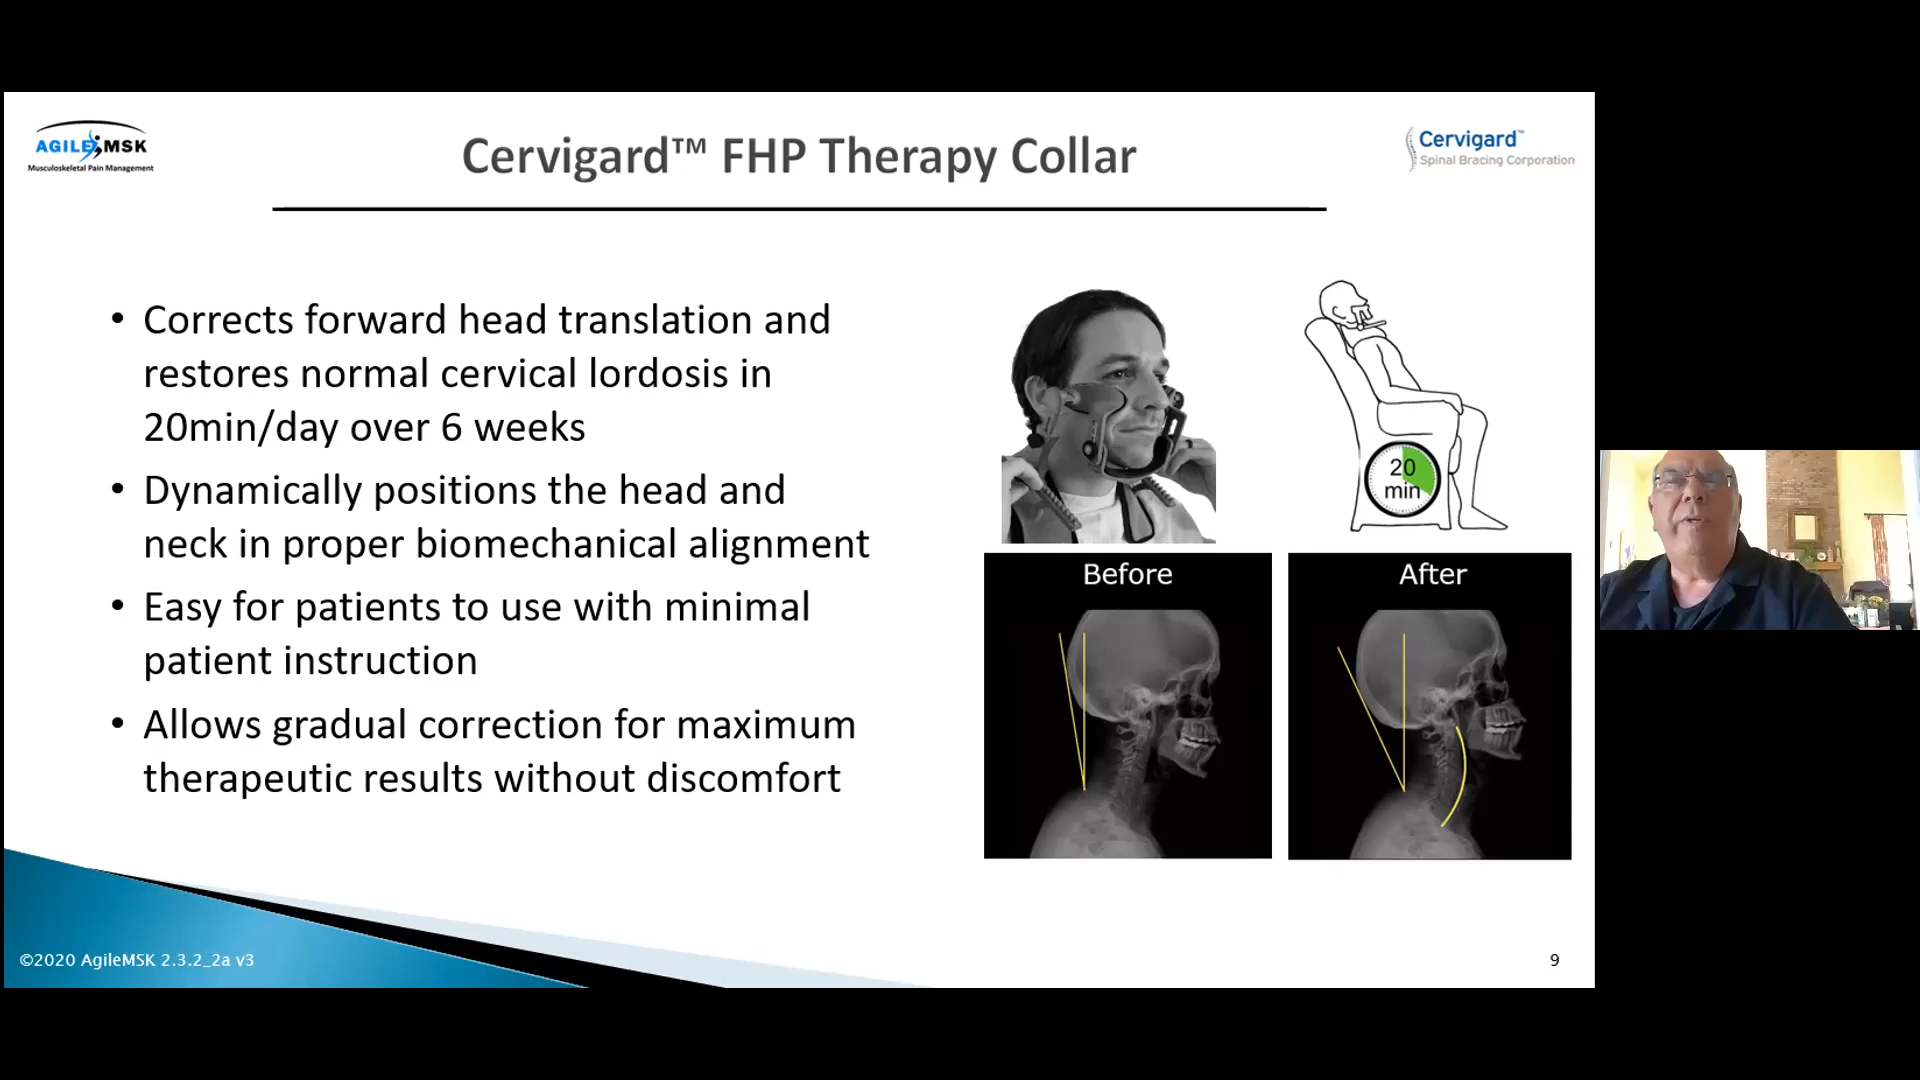 AGILE MSK
Musculoskeletal Pain Management
Cervigard™ FHP Therapy Collar
Cervigard™
Spinal Bracing Corporation
• Corrects forward head translation and
restores normal cervical lordosis in
20min/day over 6 weeks
• Dynamically positions the head and
neck in proper biomechanical alignment
• Easy for patients to use with minimal
patient instruction
• Allows gradual correction for maximum
therapeutic results without discomfort
20
min
Before
After
©2020 AgileMSK 2.3.2_2a v3
9